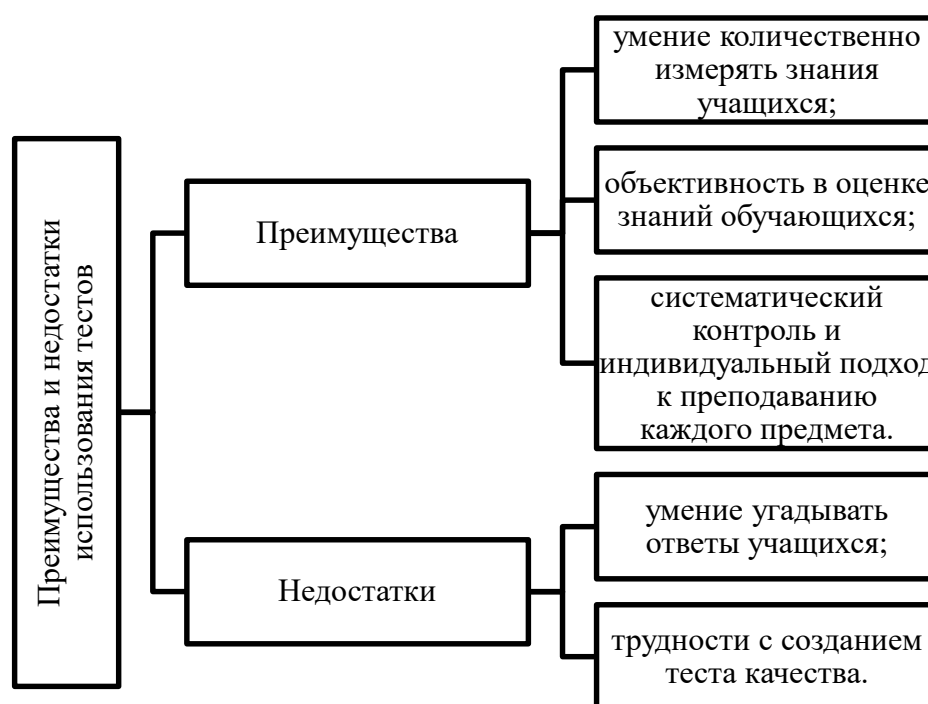 Преимущества и недостатки
использования тестов
Преимущества
умение количественно
измерять знания
учащихся;
объективность в оценке
знаний обучающихся;
систематический
контроль и
индивидуальный подход
к преподаванию
каждого предмета.
Недостатки
умение угадывать
ответы учащихся;
трудности с созданием
теста качества.